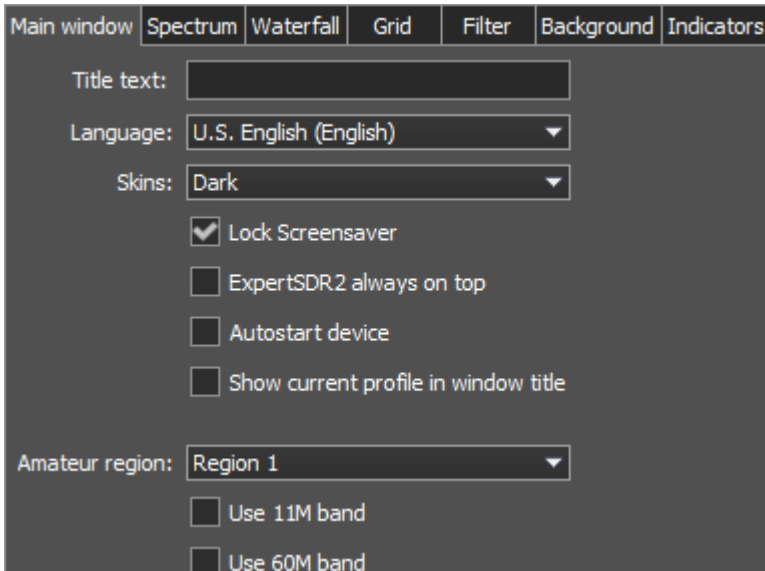 Main window Spectrum Waterfall Grid Filter Background Indicators
Title text:
Language: U.S. English (English)
Skins: Dark
Lock Screensaver
ExpertSDR2 always on top
Autostart device
Show current profile in window title
Amateur region: Region 1
Use 11M band
Use 60M band